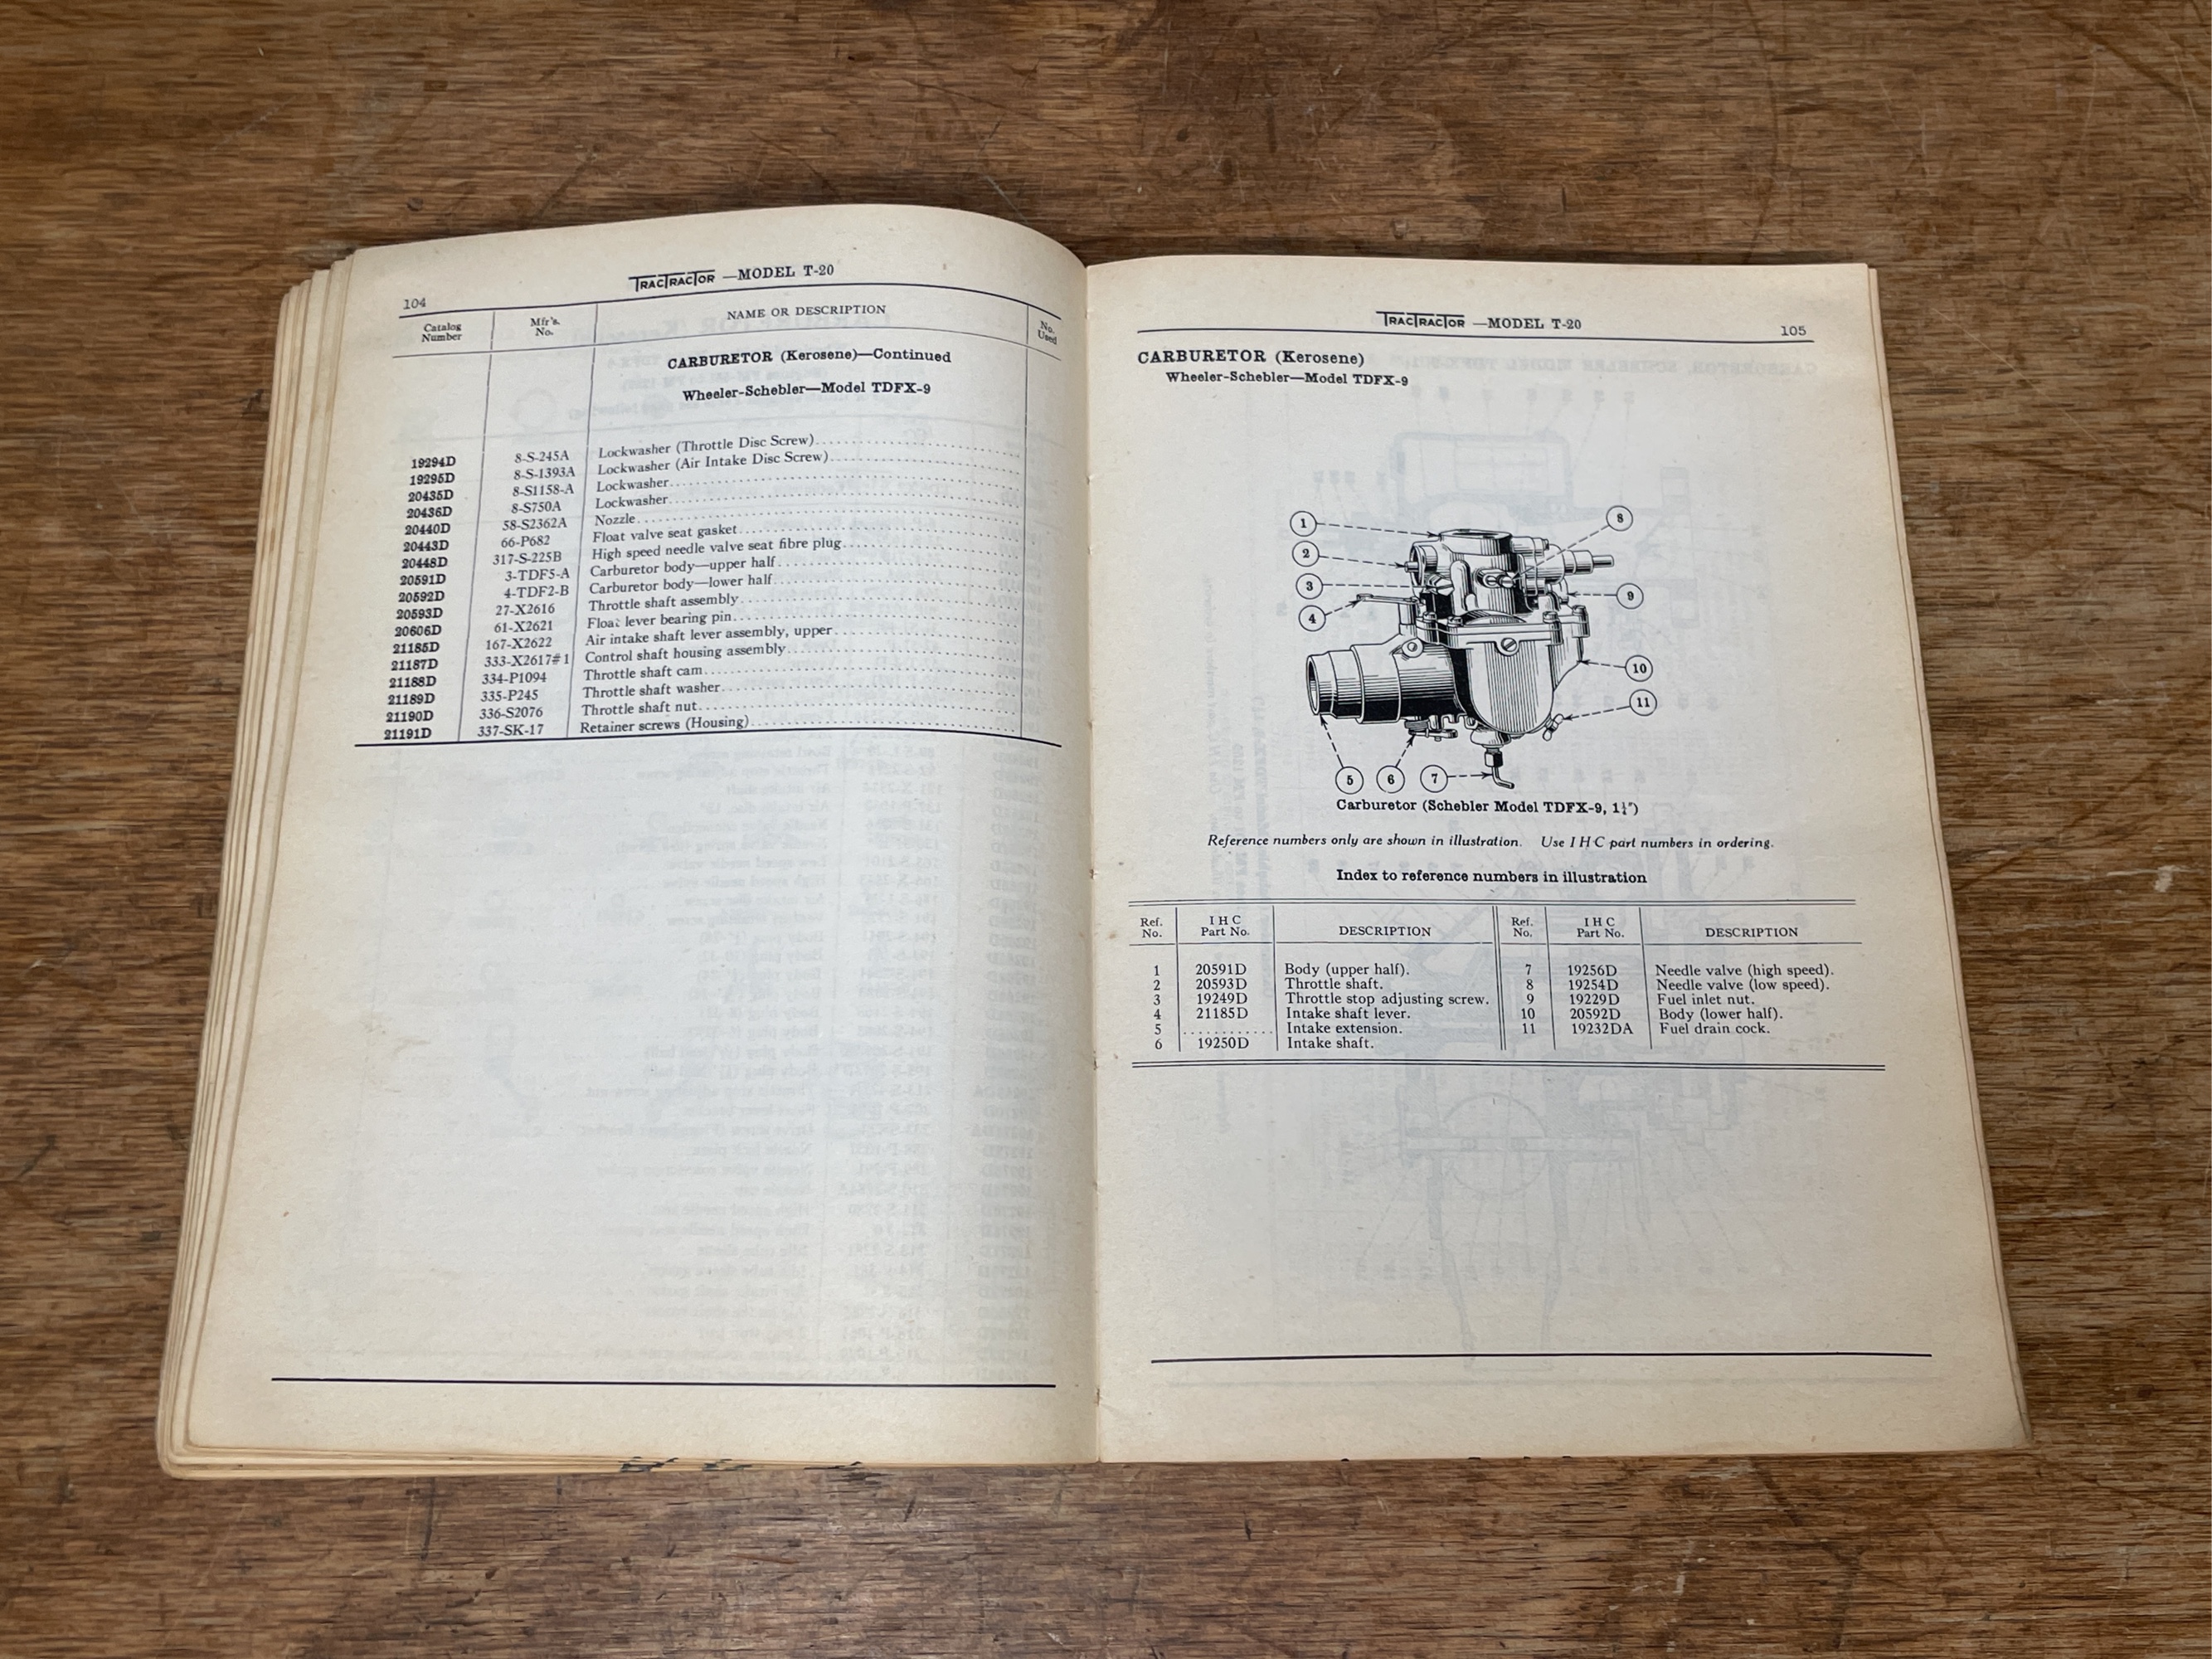 104
TRACTRACTOR —MODEL T-20
Catalog Number Mfr's. No. NAME OR DESCRIPTION No. Used
CARBURETOR (Kerosene)—Continued
Wheeler-Schebler—Model TDFX-9
19294D 8-S-245A Lockwasher (Throttle Disc Screw)
19295D 8-S-1393A Lockwasher (Air Intake Disc Screw)
20435D 8-S1158-A Lockwasher
20436D 8-S750A Lockwasher
20440D 58-S2362A Nozzle
20443D 66-P682 Float valve seat gasket
20448D 317-S-225B High speed needle valve seat fibre plug
20591D 3-TDF5-A Carburetor body—upper half
20592D 4-TDF2-B Carburetor body—lower half
20593D 27-X2616 Throttle shaft assembly
20606D 61-X2621 Float lever bearing pin
21185D 167-X2622 Air intake shaft lever assembly, upper
21187D 333-X2617#1 Control shaft housing assembly
21188D 334-P1094 Throttle shaft cam
21189D 335-P245 Throttle shaft washer
21190D 336-S2076 Throttle shaft nut
21191D 337-SK-17 Retainer screws (Housing)
TRACTRACTOR —MODEL T-20
105
CARBURETOR (Kerosene)
Wheeler-Schebler—Model TDFX-9
1
2
3
4
5
6
7
8
9
10
11
Carburetor (Schebler Model TDFX-9, 1¼″)
Reference numbers only are shown in illustration. Use I H C part numbers in ordering.
Index to reference numbers in illustration
Ref. No. I H C Part No. DESCRIPTION Ref. No. I H C Part No. DESCRIPTION
1 20591D Body (upper half). 7 19256D Needle valve (high speed).
2 20593D Throttle shaft. 8 19254D Needle valve (low speed).
3 19249D Throttle stop adjusting screw. 9 19229D Fuel inlet nut.
4 21185D Intake shaft lever. 10 20592D Body (lower half).
5 ............ Intake extension. 11 19232DA Fuel drain cock.
6 19250D Intake shaft.